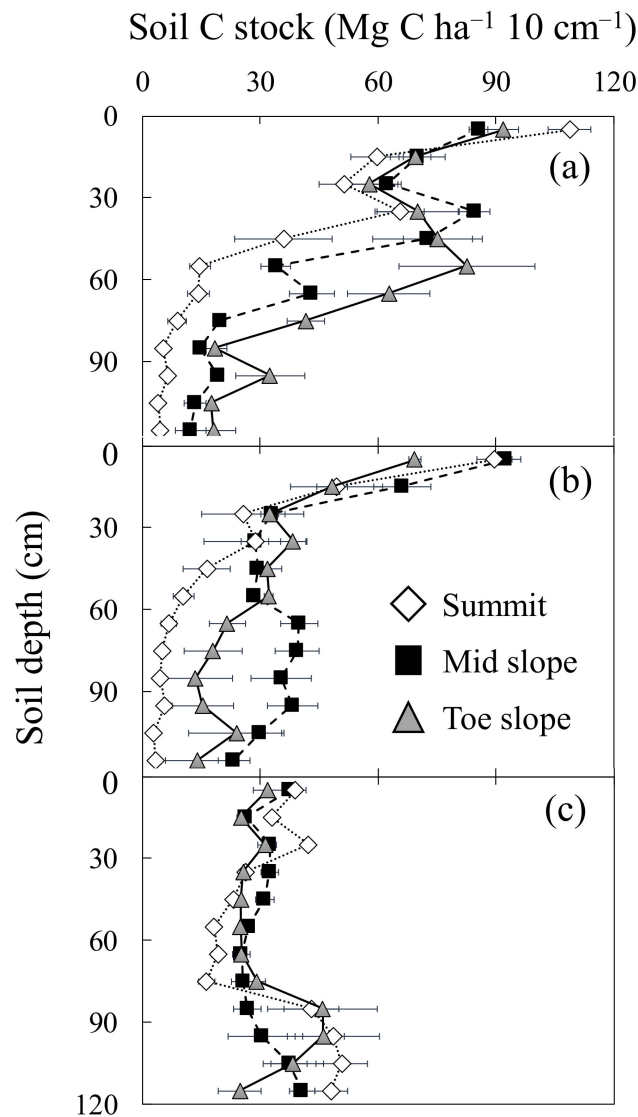 Soil C stock (Mg C ha⁻¹ 10 cm⁻¹)
0 30 60 90 120
0
(a)
30
60
90
0
(b)
30
Soil depth (cm)
Summit
60
Mid slope
90
Toe slope
0
(c)
30
60
90
120